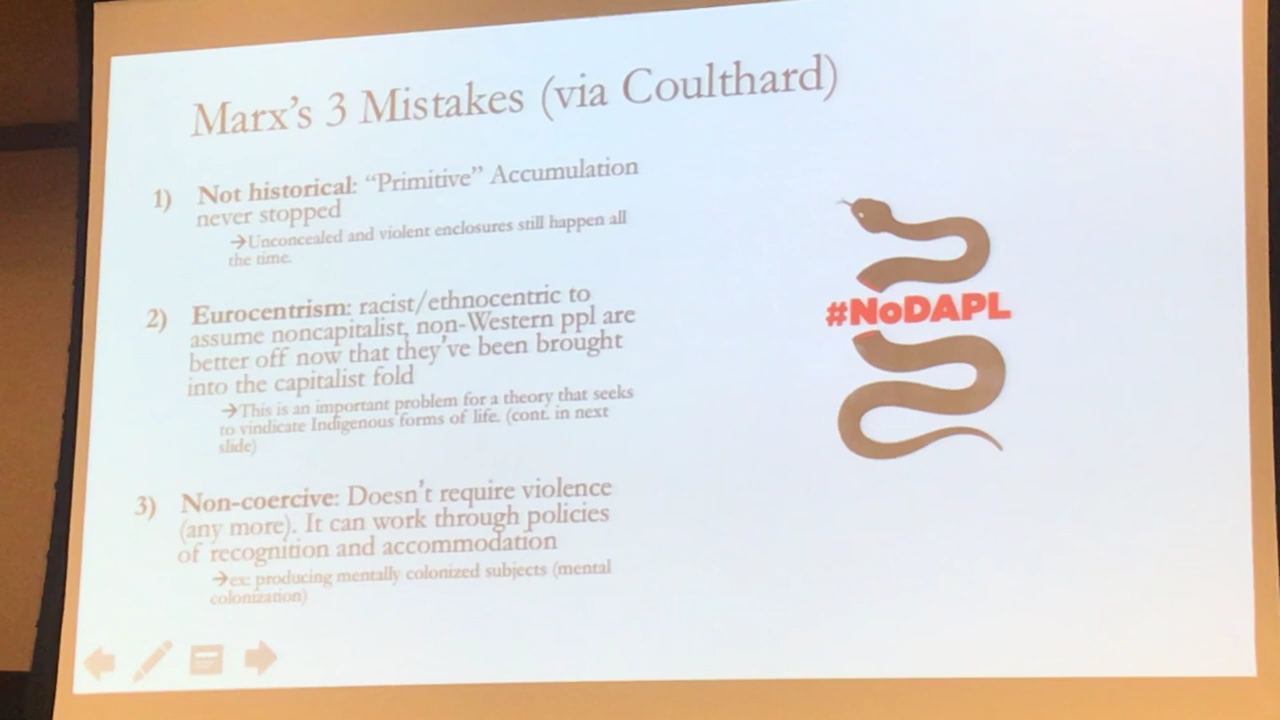 Marx's 3 Mistakes (via Coulthard)
1) Not historical: “Primitive” Accumulation
never stopped
→Unconcealed and violent enclosures still happen all
the time.
2) Eurocentrism: racist/ethnocentric to
assume noncapitalist, non-Western ppl are
better off now that they've been brought
into the capitalist fold
→This is an important problem for a theory that seeks
to vindicate Indigenous forms of life. (cont. in next
slide)
3) Non-coercive: Doesn't require violence
(any more). It can work through policies
of recognition and accommodation
→ex: producing mentally colonized subjects (mental
colonization)
#NoDAPL